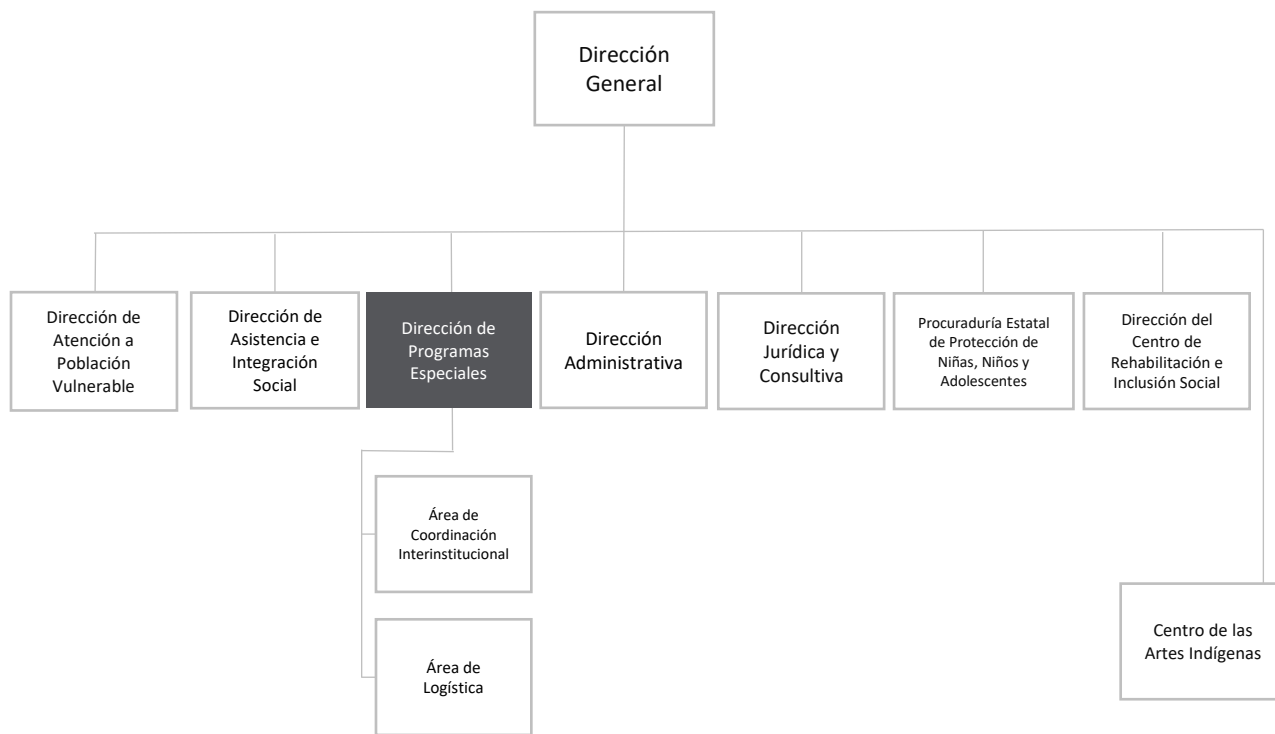 Dirección
General
Dirección de
Atención a
Población
Vulnerable
Dirección de
Asistencia e
Integración
Social
Dirección de
Programas
Especiales
Dirección
Administrativa
Dirección
Jurídica y
Consultiva
Procuraduría Estatal
de Protección de
Niñas, Niños y
Adolescentes
Dirección del
Centro de
Rehabilitación e
Inclusión Social
Área de
Coordinación
Interinstitucional
Área de
Logística
Centro de las
Artes Indígenas